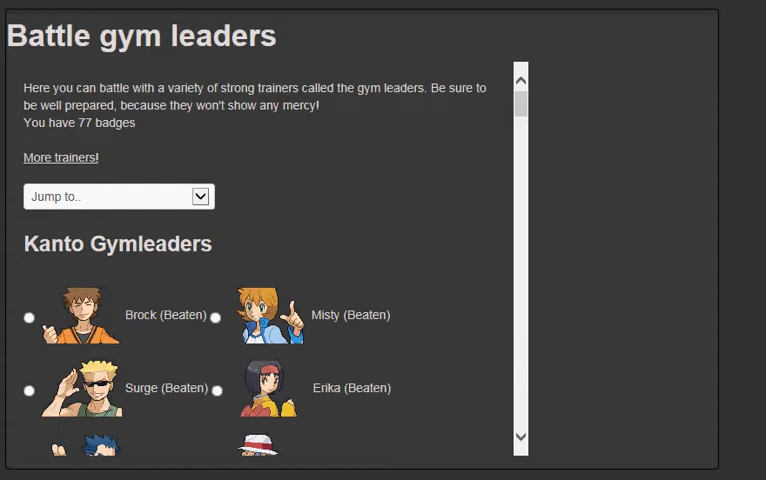 Battle gym leaders
Here you can battle with a variety of strong trainers called the gym leaders. Be sure to
be well prepared, because they won't show any mercy!
You have 77 badges
More trainers!
Jump to..
Kanto Gymleaders
Brock (Beaten) Misty (Beaten)
Surge (Beaten) Erika (Beaten)